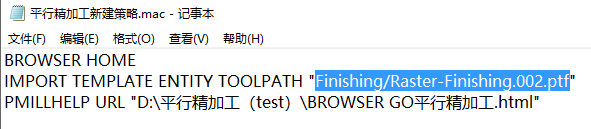 平行精加工新建策略.mac - 记事本
文件(F) 编辑(E) 格式(O) 查看(V) 帮助(H)
BROWSER HOME
IMPORT TEMPLATE ENTITY TOOLPATH "Finishing/Raster-Finishing.002.ptf"
PMILLHELP URL "D:\平行精加工（test）\BROWSER GO平行精加工.html"